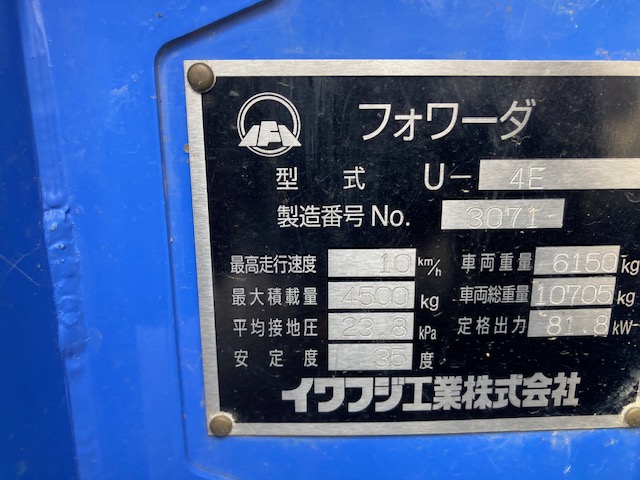 フォワーダ
型式 U-4E
製造番号 No. 3071
最高走行速度 10 km/h 車両重量 6150 kg
最大積載量 4500 kg 車両総重量 10705 kg
平均接地圧 23.8 kPa 定格出力 81.8 kW
安定度 35 度
イワフジ工業株式会社